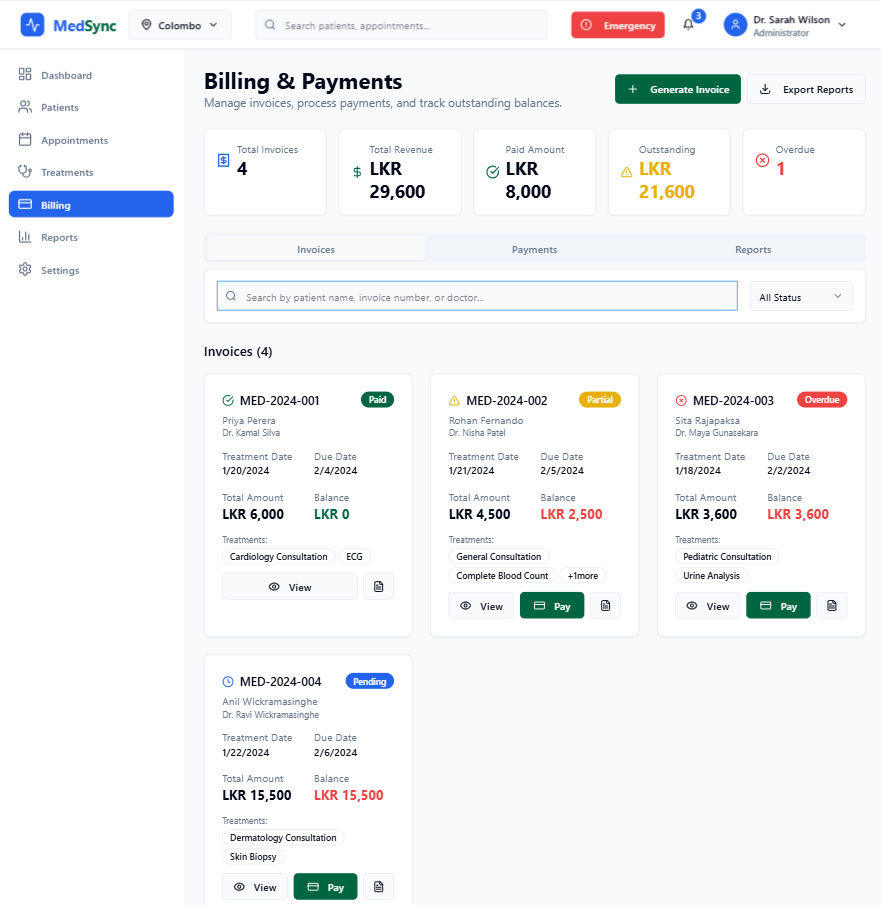 MedSync
Colombo
Search patients, appointments...
Emergency
3
Dr. Sarah Wilson
Administrator
Dashboard
Patients
Appointments
Treatments
Billing
Reports
Settings
Billing & Payments
Manage invoices, process payments, and track outstanding balances.
Generate Invoice
Export Reports
Total Invoices
4
Total Revenue
LKR
29,600
Paid Amount
LKR
8,000
Outstanding
LKR
21,600
Overdue
1
Invoices
Payments
Reports
Search by patient name, invoice number, or doctor...
All Status
Invoices (4)
MED-2024-001
Paid
Priya Perera
Dr. Kamal Silva
Treatment Date
Due Date
1/20/2024
2/4/2024
Total Amount
Balance
LKR 6,000
LKR 0
Treatments:
Cardiology Consultation
ECG
View
MED-2024-002
Partial
Rohan Fernando
Dr. Nisha Patel
Treatment Date
Due Date
1/21/2024
2/5/2024
Total Amount
Balance
LKR 4,500
LKR 2,500
Treatments:
General Consultation
Complete Blood Count
+1more
View
Pay
MED-2024-003
Overdue
Sita Rajapaksa
Dr. Maya Gunasekara
Treatment Date
Due Date
1/18/2024
2/2/2024
Total Amount
Balance
LKR 3,600
LKR 3,600
Treatments:
Pediatric Consultation
Urine Analysis
View
Pay
MED-2024-004
Pending
Anil Wickramasinghe
Dr. Ravi Wickramasinghe
Treatment Date
Due Date
1/22/2024
2/6/2024
Total Amount
Balance
LKR 15,500
LKR 15,500
Treatments:
Dermatology Consultation
Skin Biopsy
View
Pay